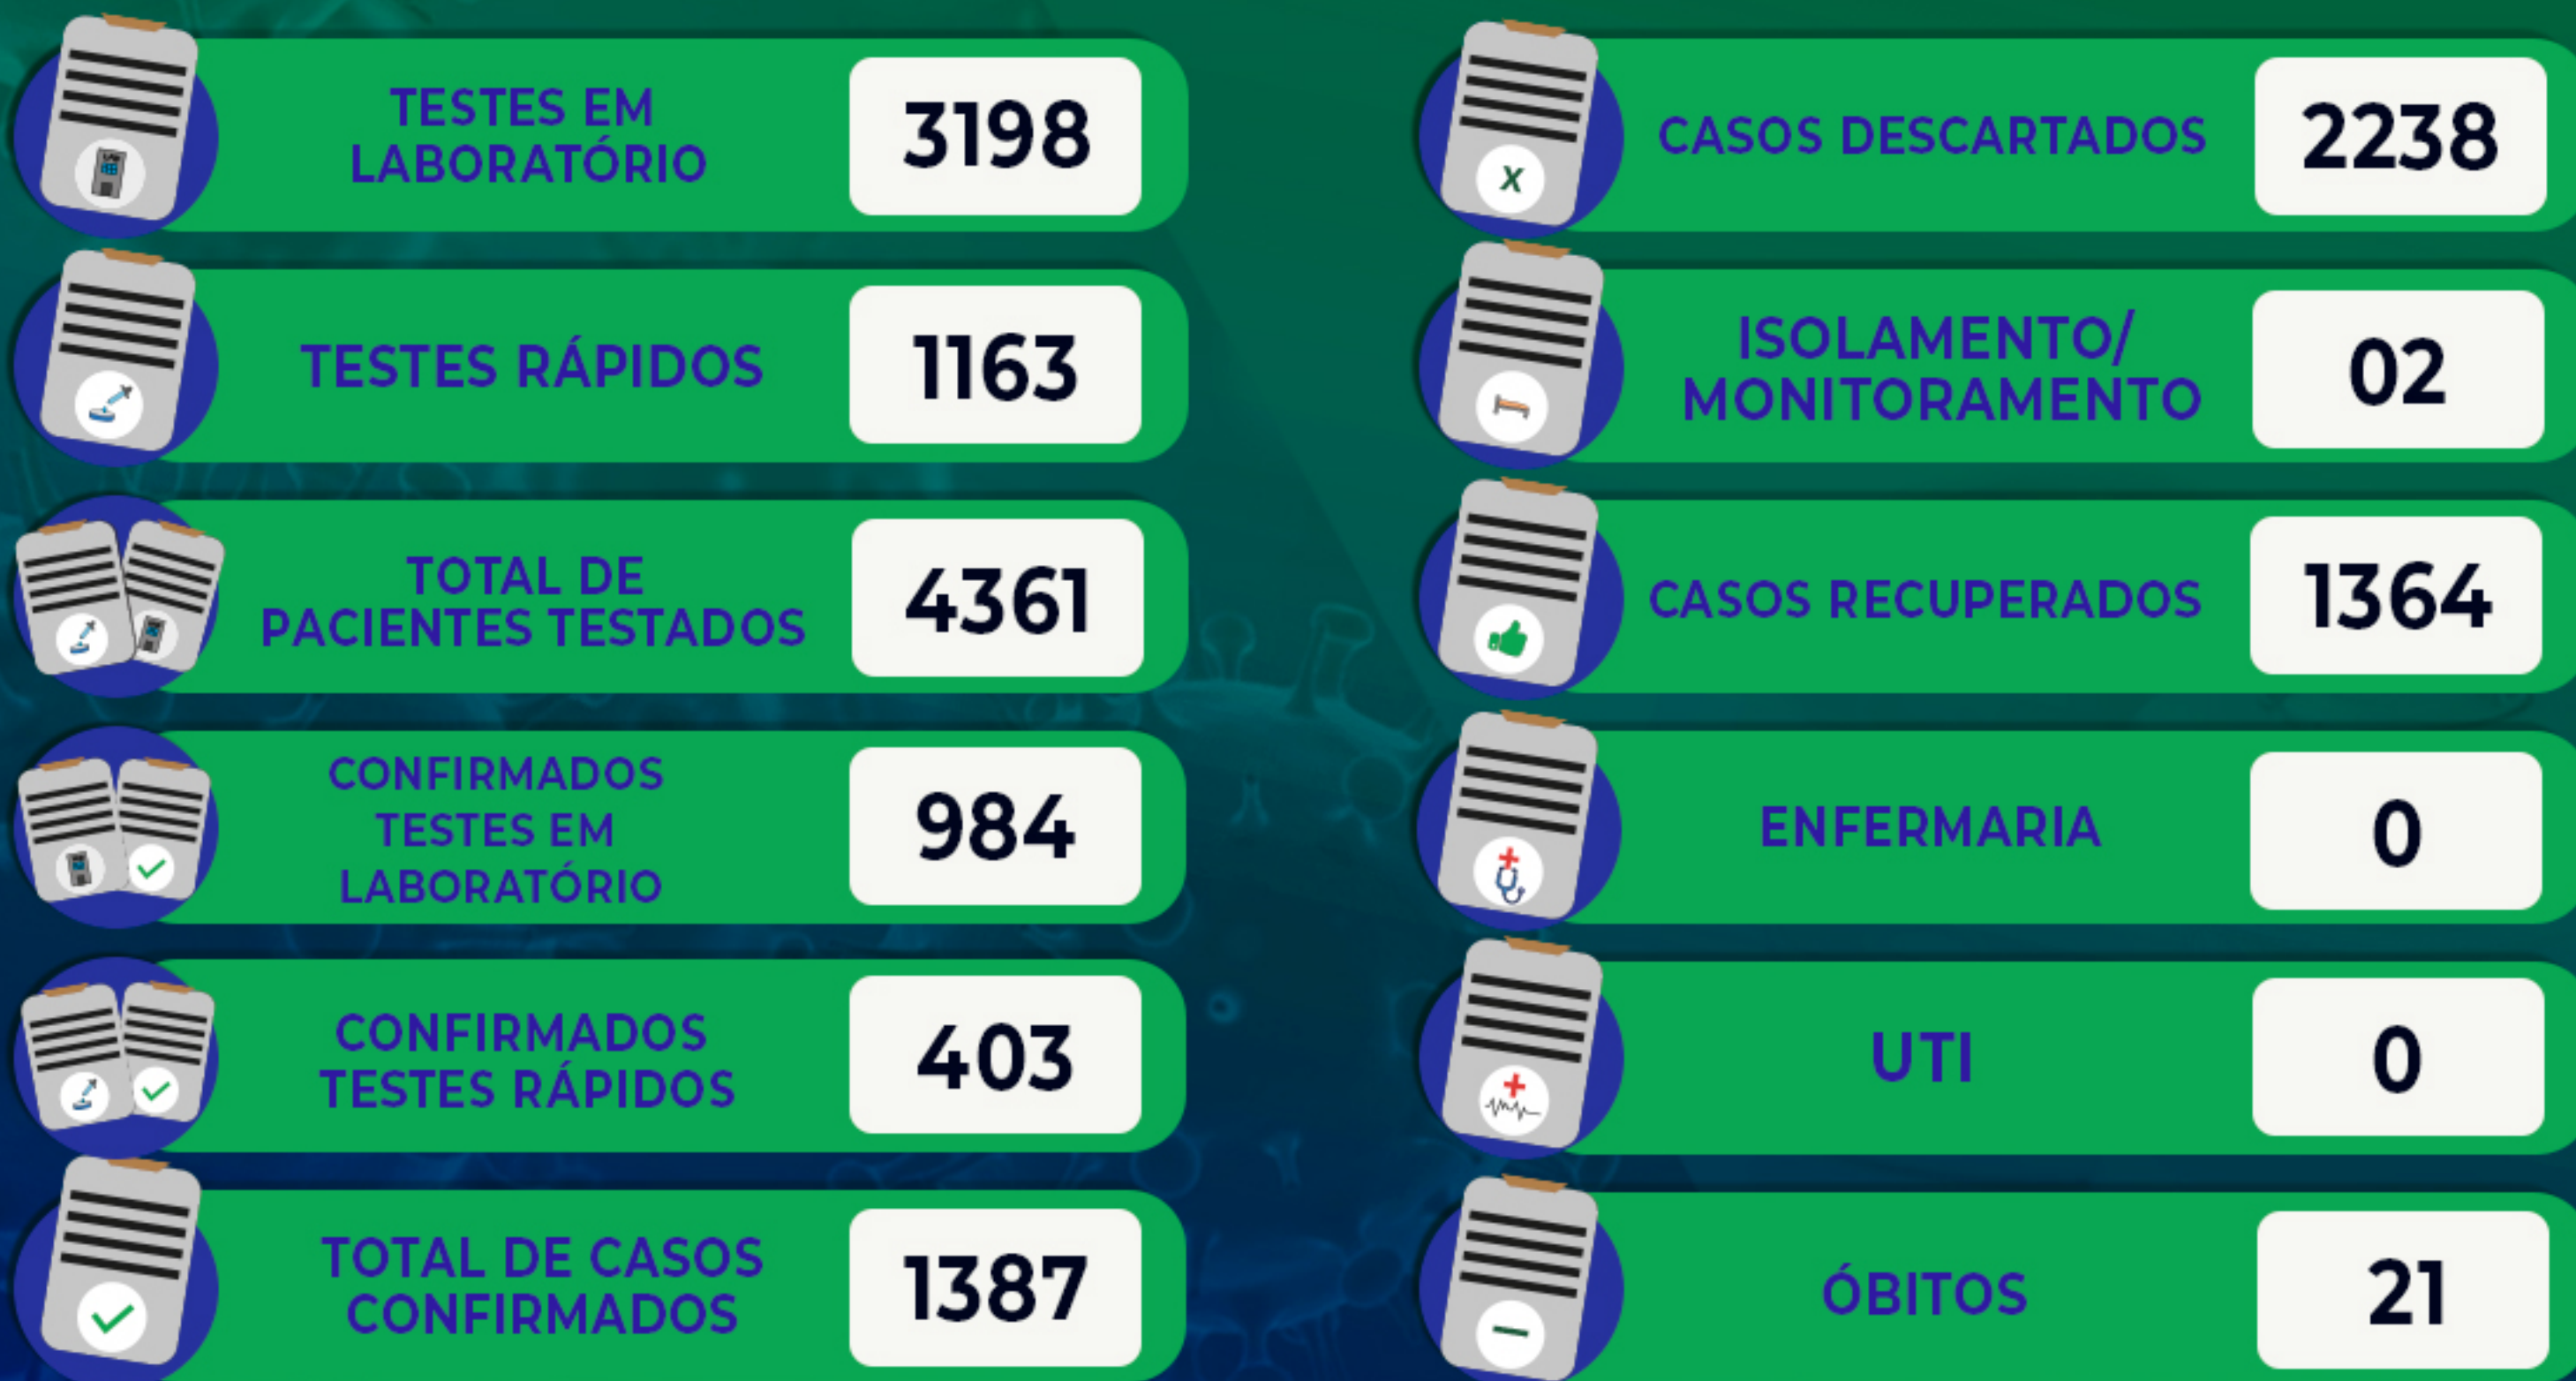 TESTES EM
LABORATÓRIO
3198
TESTES RÁPIDOS
1163
TOTAL DE
PACIENTES TESTADOS
4361
CONFIRMADOS
TESTES EM
LABORATÓRIO
984
CONFIRMADOS
TESTES RÁPIDOS
403
TOTAL DE CASOS
CONFIRMADOS
1387
CASOS DESCARTADOS
2238
ISOLAMENTO/
MONITORAMENTO
02
CASOS RECUPERADOS
1364
ENFERMARIA
0
UTI
0
ÓBITOS
21